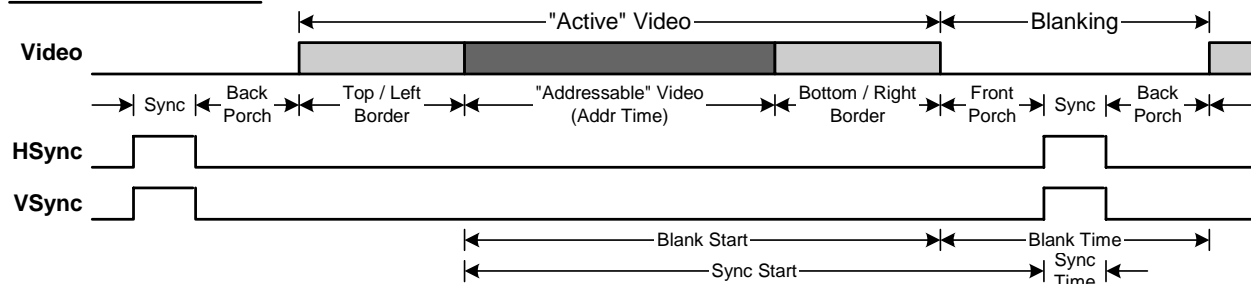 "Active" Video
Blanking
Video
Sync
Back Porch
Top / Left Border
"Addressable" Video
(Addr Time)
Bottom / Right Border
Front Porch
Sync
Back Porch
HSync
VSync
Blank Start
Blank Time
Sync Start
Sync Time